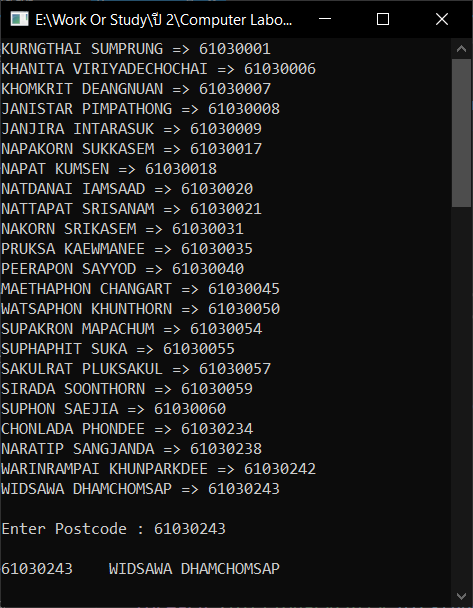 E:\Work Or Study\ปี 2\Computer Labo...
KURNGTHAI SUMPRUNG => 61030001
KHANITA VIRIYADECHOCHAI => 61030006
KHOMKRIT DEANGNUAN => 61030007
JANISTAR PIMPATHONG => 61030008
JANJIRA INTARASUK => 61030009
NAPAKORN SUKKASEM => 61030017
NAPAT KUMSEN => 61030018
NATDANAI IAMSAAD => 61030020
NATTAPAT SRISANAM => 61030021
NAKORN SRIKASEM => 61030031
PRUKSA KAEWMANEE => 61030035
PEERAPON SAYYOD => 61030040
MAETHAPHON CHANGART => 61030045
WATSAPHON KHUNTHORN => 61030050
SUPAKRON MAPACHUM => 61030054
SUPHAPHIT SUKA => 61030055
SAKULRAT PLUKSAKUL => 61030057
SIRADA SOONTHORN => 61030059
SUPHON SAEJIA => 61030060
CHONLADA PHONDEE => 61030234
NARATIP SANGJANDA => 61030238
WARINRAMPAI KHUNPARKDEE => 61030242
WIDSAWA DHAMCHOMSAP => 61030243
Enter Postcode : 61030243
61030243    WIDSAWA DHAMCHOMSAP